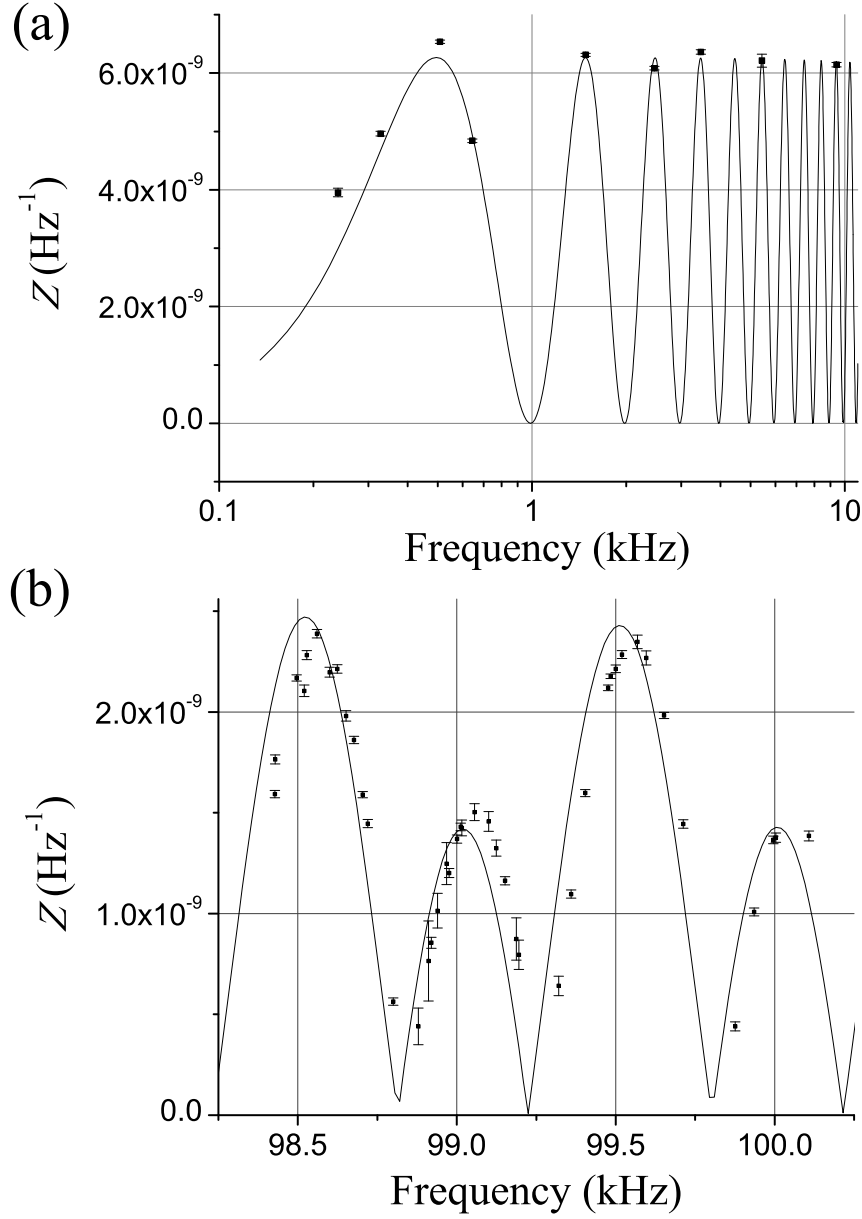 (a)
6.0x10⁻⁹
4.0x10⁻⁹
2.0x10⁻⁹
0.0
Z (Hz⁻¹)
0.1 1 10
Frequency (kHz)
(b)
2.0x10⁻⁹
1.0x10⁻⁹
0.0
Z (Hz⁻¹)
98.5 99.0 99.5 100.0
Frequency (kHz)